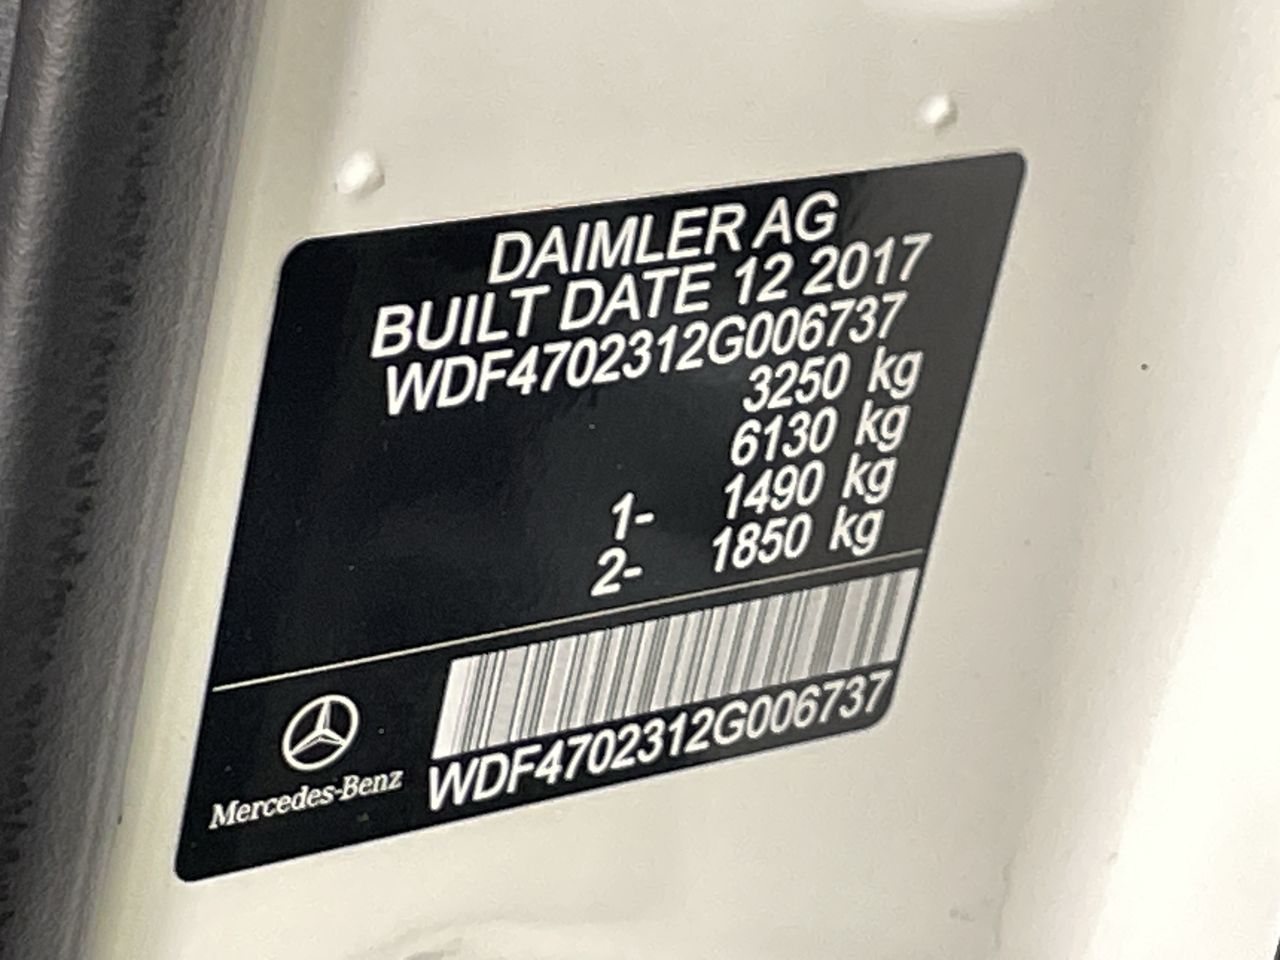 DAIMLER AG
BUILT DATE 12 2017
WDF4702312G006737
3250 kg
6130 kg
1- 1490 kg
2- 1850 kg
WDF4702312G006737
Mercedes-Benz